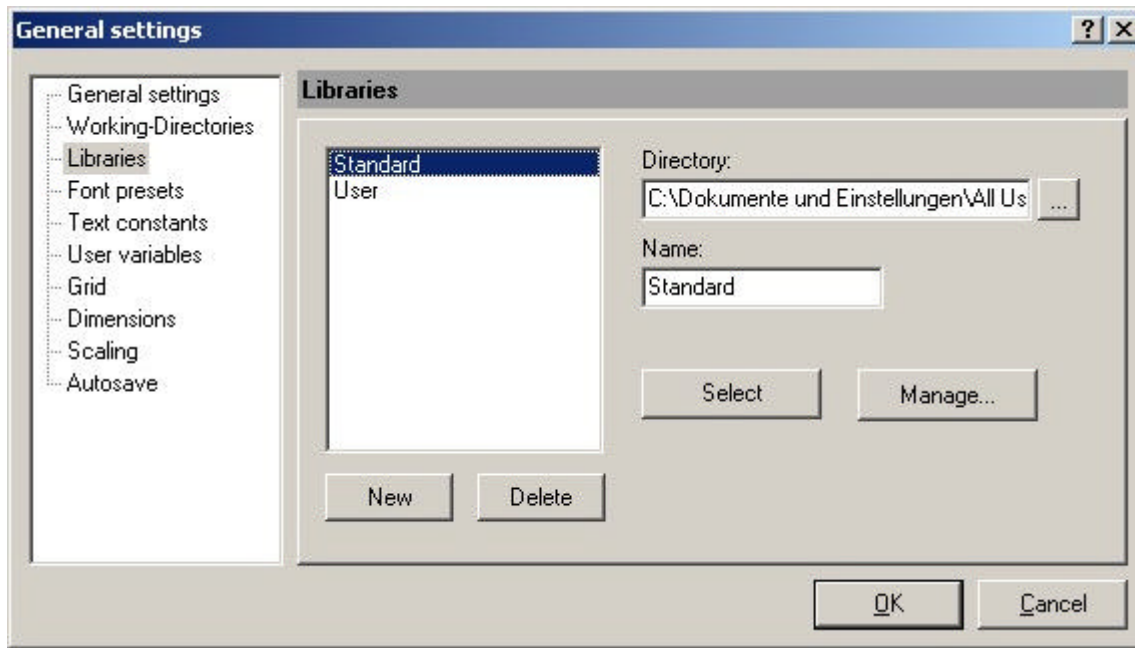 General settings
General settings
Working-Directories
Libraries
Font presets
Text constants
User variables
Grid
Dimensions
Scaling
Autosave
Libraries
Standard
User
New
Delete
Directory:
C:\Dokumente und Einstellungen\All Us
...
Name:
Standard
Select
Manage...
OK
Cancel